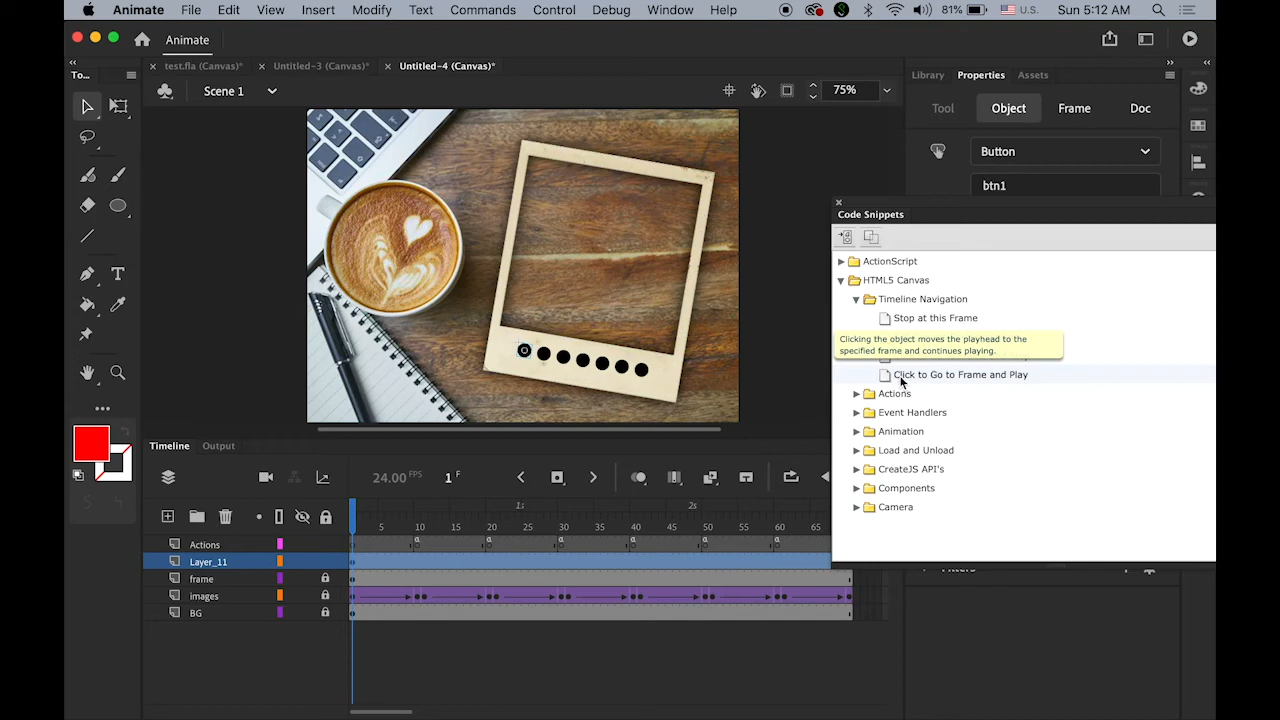 Animate File Edit View Insert Modify Text Commands Control Debug Window Help 81% U.S. Sun 5:12 AM
Animate
To...
test.fla (Canvas)* Untitled-3 (Canvas)* Untitled-4 (Canvas)*
Library Properties Assets
Scene 1 75%
Tool Object Frame Doc
Button
btn1
Code Snippets
ActionScript
HTML5 Canvas
Timeline Navigation
Stop at this Frame
Clicking the object moves the playhead to the
specified frame and continues playing.
Click to Go to Frame and Play
Actions
Event Handlers
Animation
Load and Unload
CreateJS API's
Components
Camera
Timeline Output
24.00 FPS 1 F
1s 2s
5 10 15 20 25 30 35 40 45 50 55 60 65
Actions
Layer_11
frame
images
BG